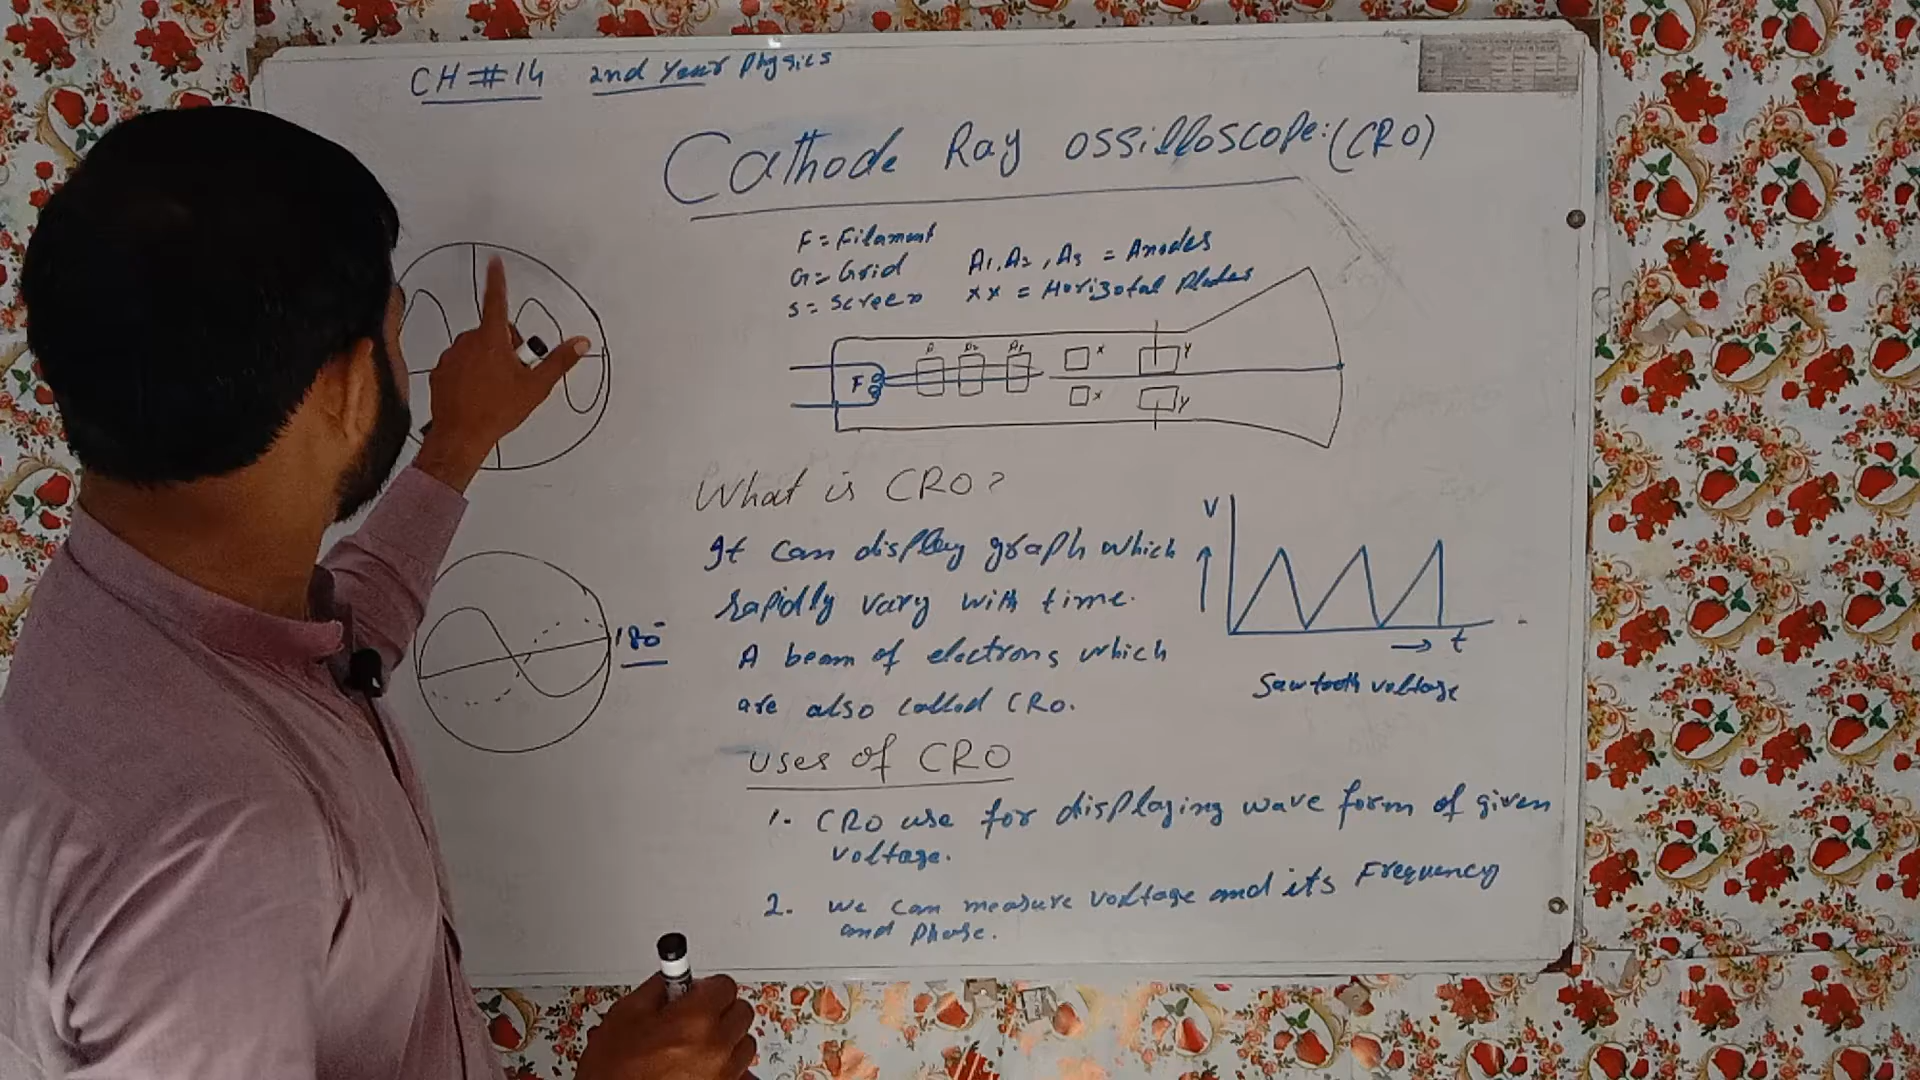 CH # 14 2nd Year Physics
Cathode Ray ossilloscope:(CRO)
F = Filament
G = Grid
S = Screen
A1, A2, A3 = Anodes
xx = Horizotal Plates
F
A2
A3
x
Y
x
Y
What is CRO?
It can display graph which
rapidly vary with time.
A beam of electrons which
are also called CRO.
V
t
Sawtooth voltage
180°
Uses of CRO
1. CRO use for displaying wave form of given
voltage.
2. we can measure voltage and its Frequency
and phase.